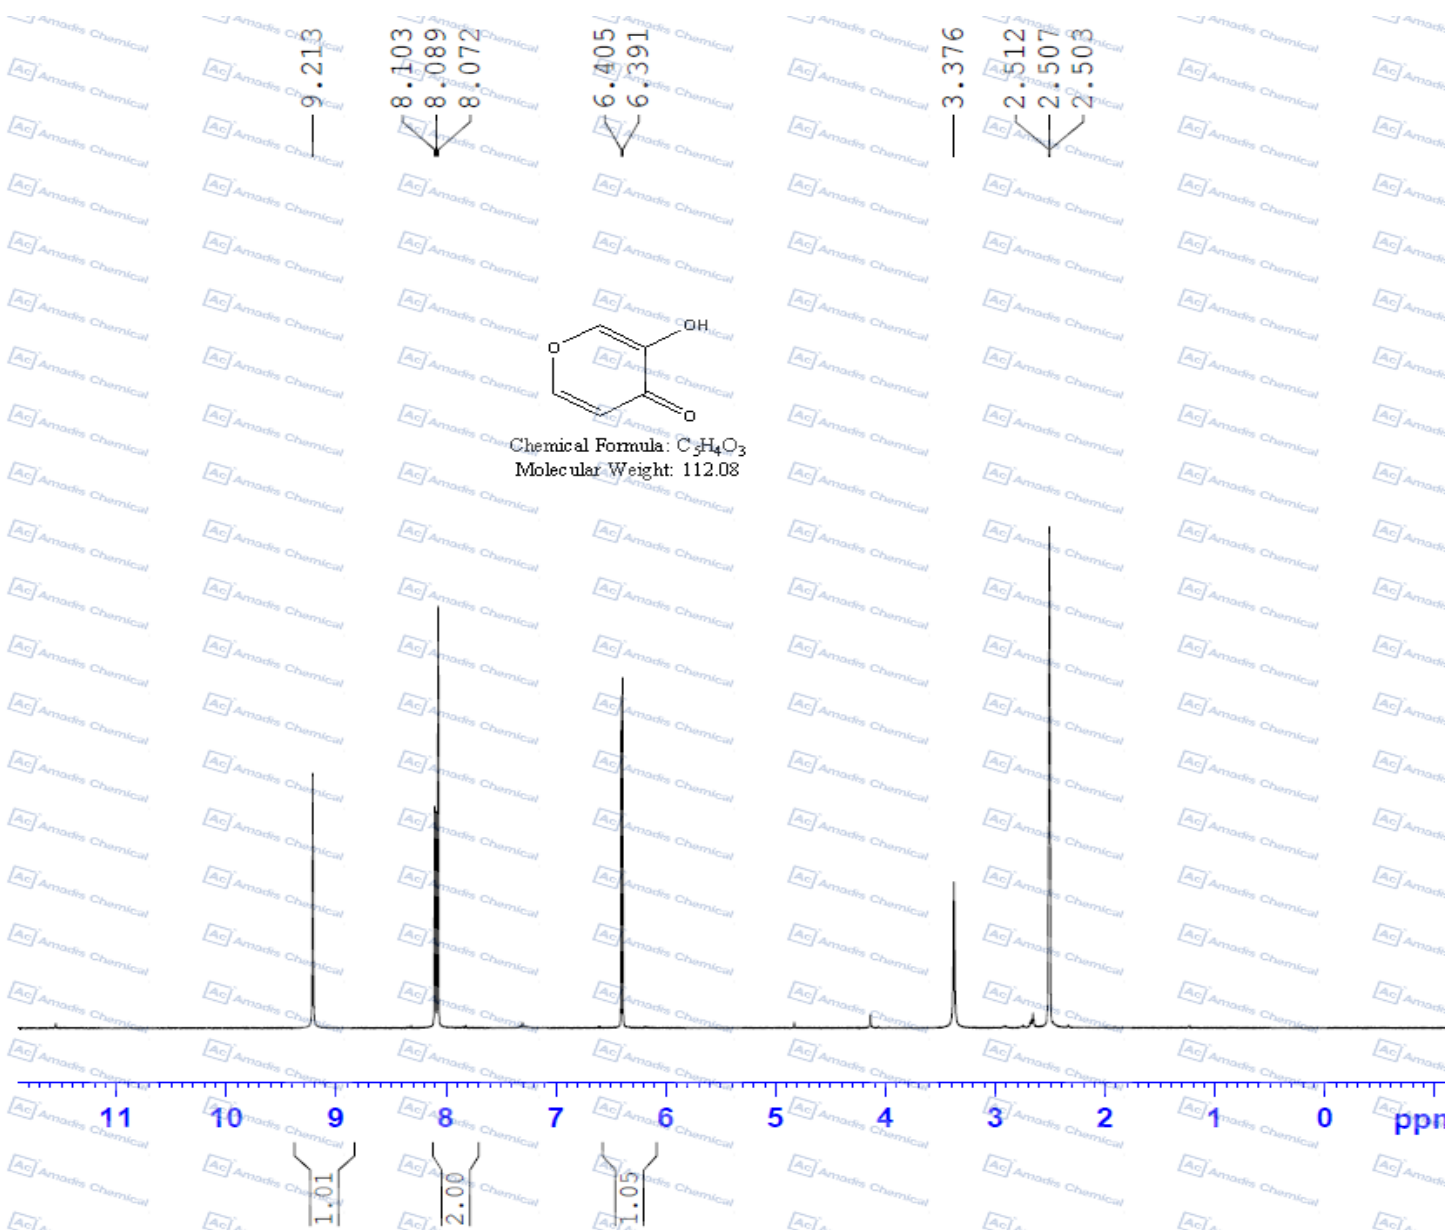 9.213
8.103
8.089
8.072
6.405
6.391
3.376
2.512
2.507
2.503
OH
O
O
Chemical Formula: C5H4O3
Molecular Weight: 112.08
11 10 9 8 7 6 5 4 3 2 1 0 ppm
1.01
2.00
1.05
Ac Amadis Chemical